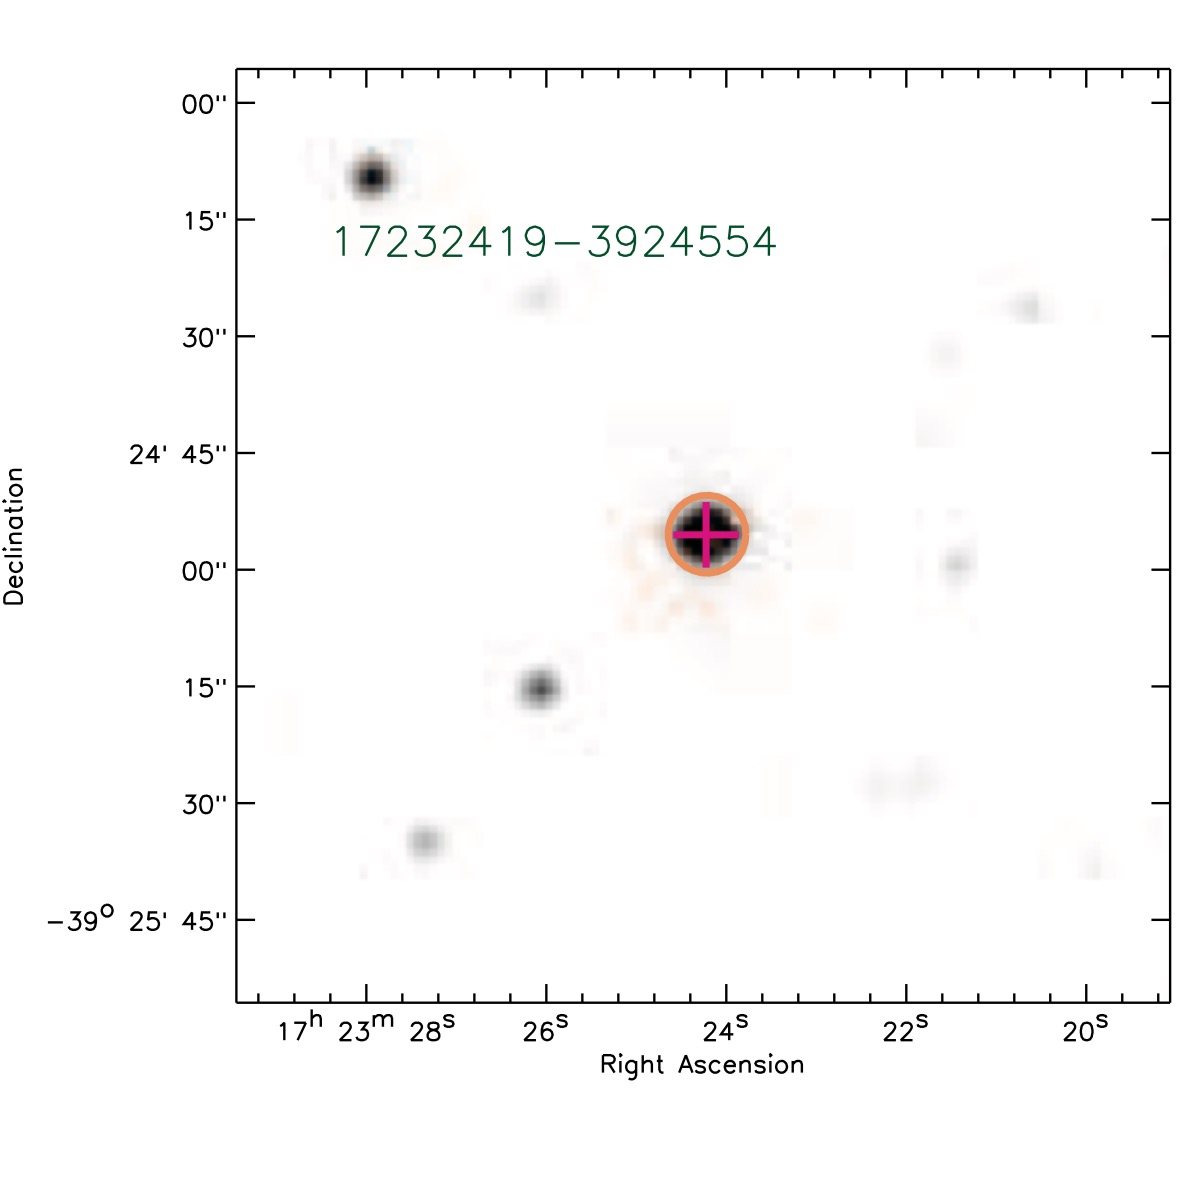 00"
15"
17232419−3924554
30"
24' 45"
00"
15"
30"
−39° 25' 45"
Declination
17ʰ 23ᵐ 28ˢ 26ˢ 24ˢ 22ˢ 20ˢ
Right Ascension